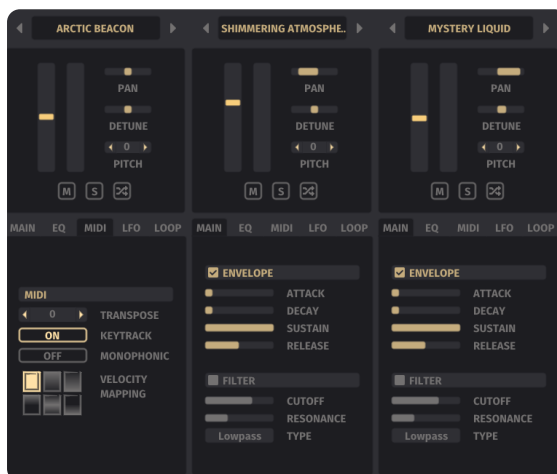 ARCTIC BEACON
PAN
DETUNE
0
PITCH
M S
MAIN EQ MIDI LFO LOOP
MIDI
0 TRANSPOSE
ON KEYTRACK
OFF MONOPHONIC
VELOCITY
MAPPING
SHIMMERING ATMOSPHE..
PAN
DETUNE
0
PITCH
M S
MAIN EQ MIDI LFO LOOP
ENVELOPE
ATTACK
DECAY
SUSTAIN
RELEASE
FILTER
CUTOFF
RESONANCE
Lowpass TYPE
MYSTERY LIQUID
PAN
DETUNE
0
PITCH
M S
MAIN EQ MIDI LFO LOOP
ENVELOPE
ATTACK
DECAY
SUSTAIN
RELEASE
FILTER
CUTOFF
RESONANCE
Lowpass TYPE